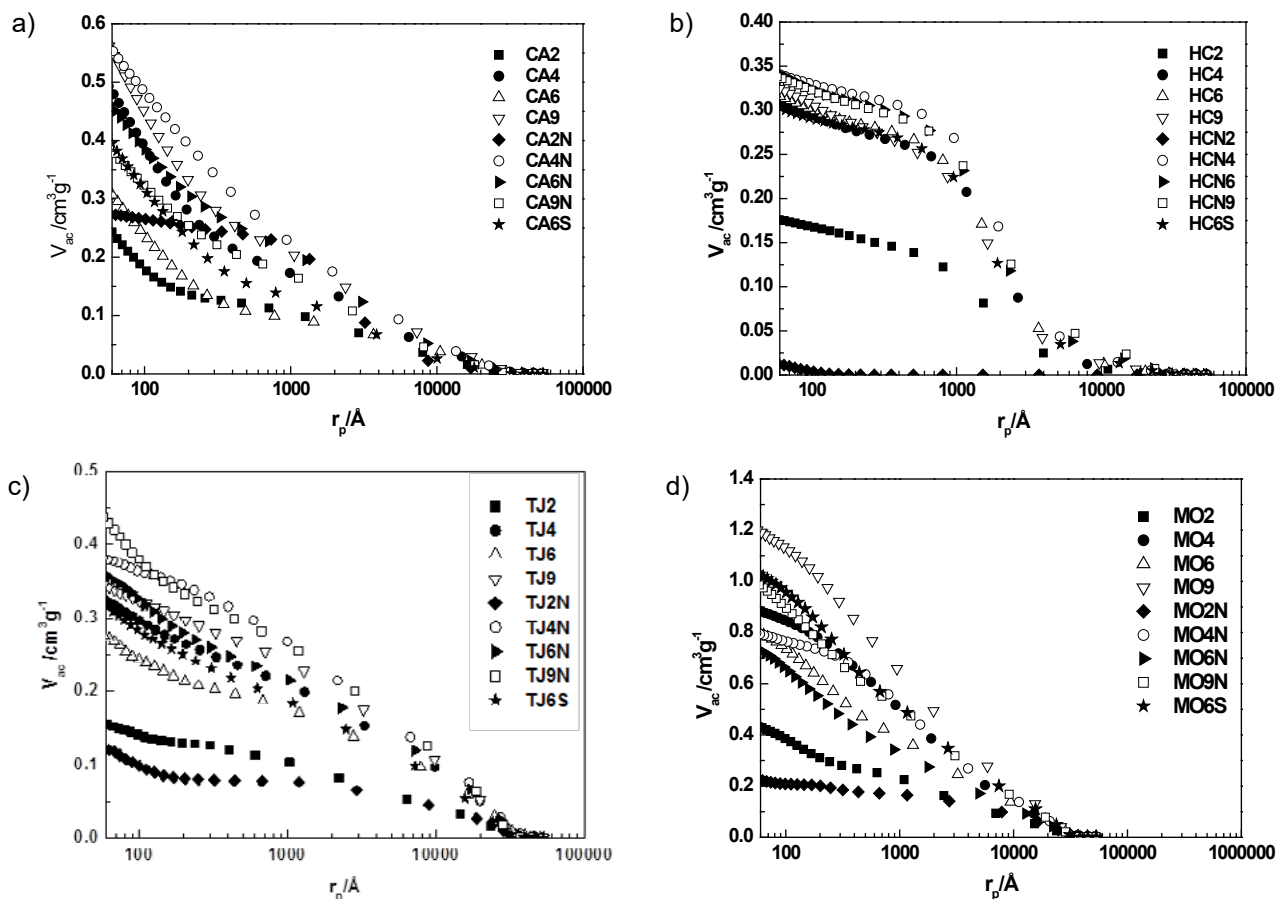 a)
0.6
0.5
0.4
0.3
0.2
0.1
0.0
V_ac/cm³g⁻¹
100
1000
10000
100000
r_p/Å
CA2
CA4
CA6
CA9
CA2N
CA4N
CA6N
CA9N
CA6S
b)
0.40
0.35
0.30
0.25
0.20
0.15
0.10
0.05
0.00
V_ac/cm³g⁻¹
100
1000
10000
100000
r_p/Å
HC2
HC4
HC6
HC9
HCN2
HCN4
HCN6
HCN9
HC6S
c)
0.5
0.4
0.3
0.2
0.1
0.0
V_ac/cm³g⁻¹
100
1000
10000
100000
r_p/Å
TJ2
TJ4
TJ6
TJ9
TJ2N
TJ4N
TJ6N
TJ9N
TJ6S
d)
1.4
1.2
1.0
0.8
0.6
0.4
0.2
0.0
V_ac/cm³g⁻¹
100
1000
10000
100000
1000000
r_p/Å
MO2
MO4
MO6
MO9
MO2N
MO4N
MO6N
MO9N
MO6S